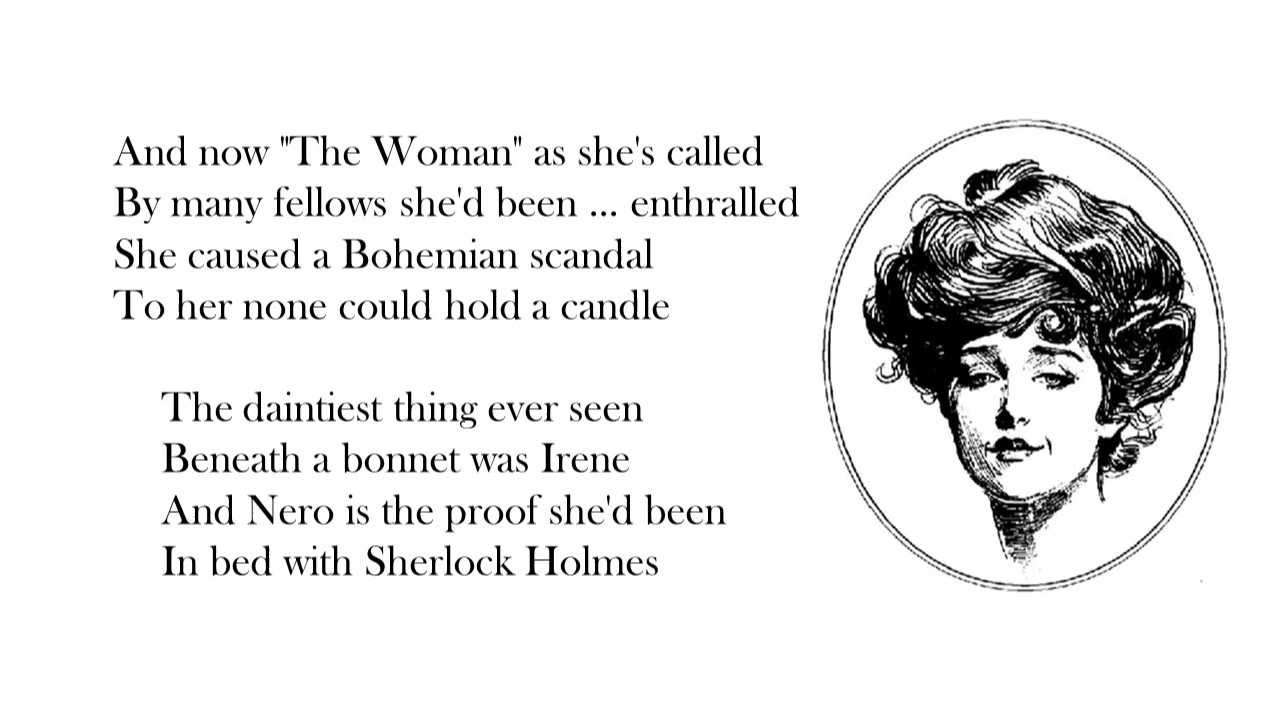 And now "The Woman" as she's called
By many fellows she'd been ... enthralled
She caused a Bohemian scandal
To her none could hold a candle
The daintiest thing ever seen
Beneath a bonnet was Irene
And Nero is the proof she'd been
In bed with Sherlock Holmes